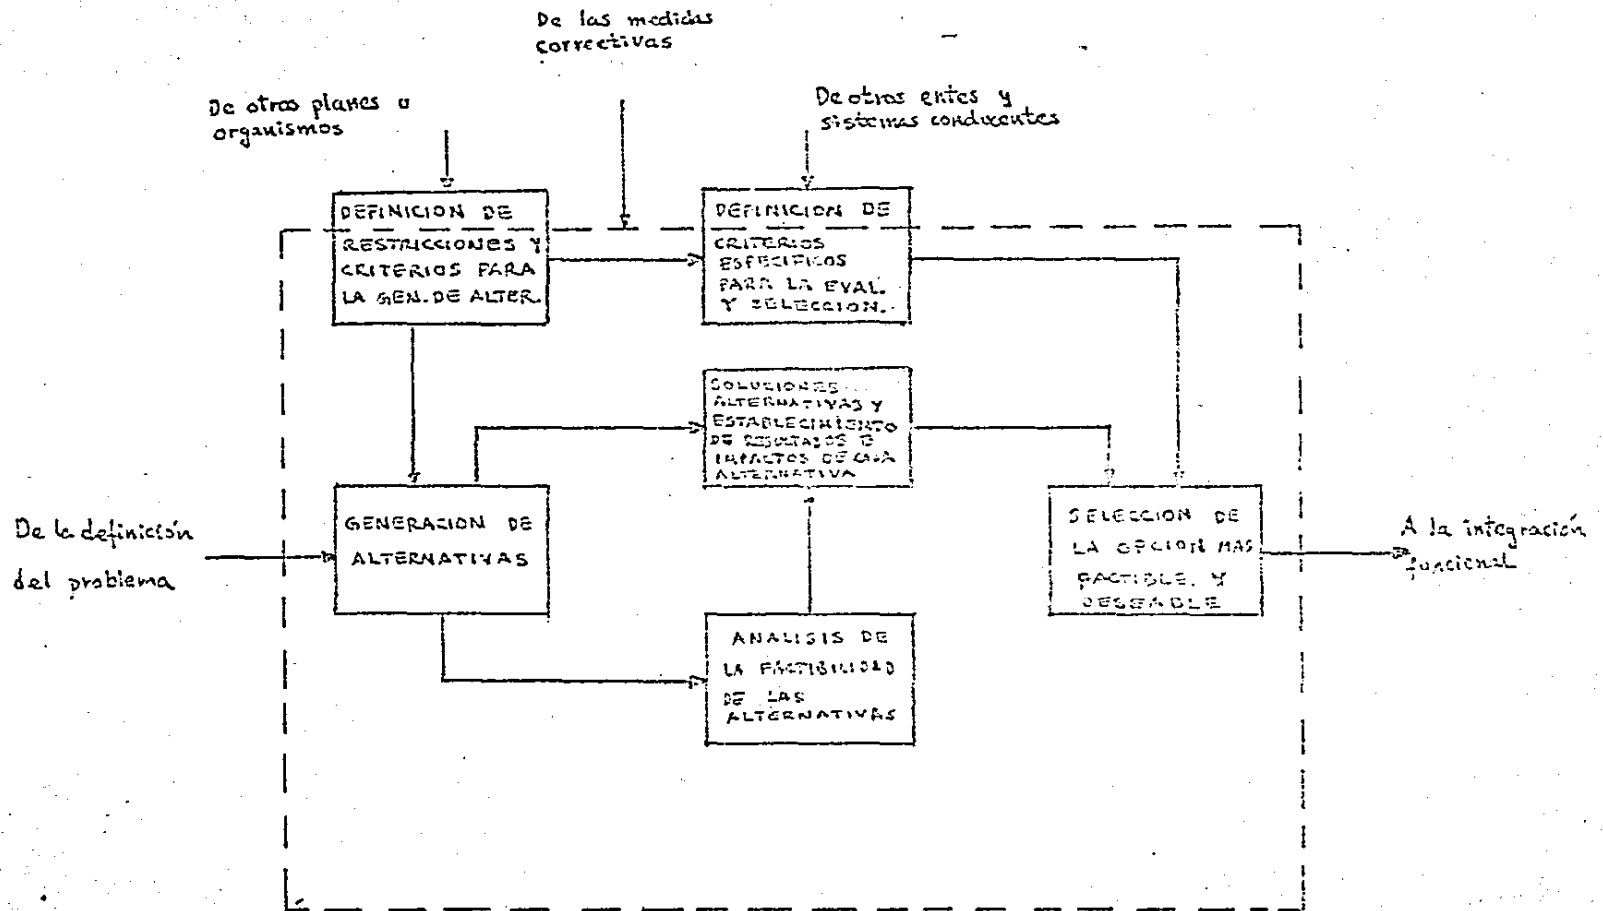 De las medidas
correctivas
De otros planes u
organismos
De otros entes y
sistemas conducentes
DEFINICION DE
RESTRICCIONES Y
CRITERIOS PARA
LA GEN. DE ALTER.
DEFINICION DE
CRITERIOS
ESPECIFICOS
PARA LA EVAL.
Y SELECCION.
SOLUCIONES
ALTERNATIVAS Y
ESTABLECIMIENTO
DE RESULTADOS E
IMPACTOS DE CADA
ALTERNATIVA
De la definición
del problema
GENERACION DE
ALTERNATIVAS
SELECCION DE
LA OPCION MAS
FACTIBLE. Y
DESEABLE
A la integración
funcional
ANALISIS DE
LA FACTIBILIDAD
DE LAS
ALTERNATIVAS